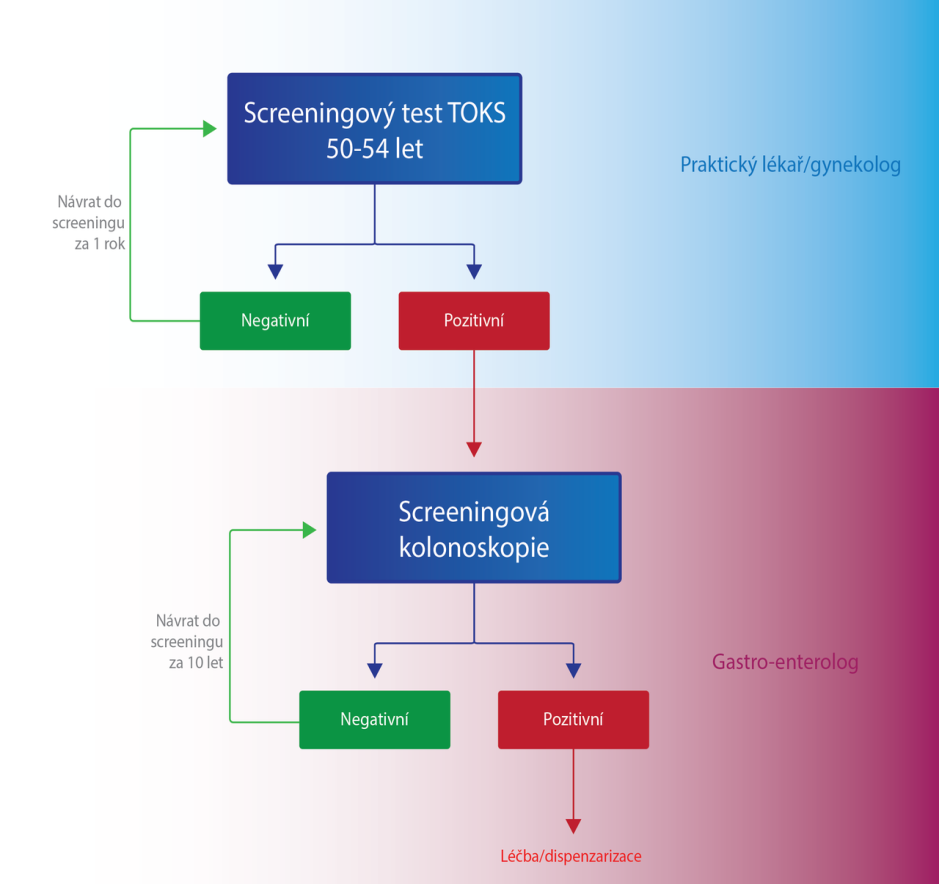 Screeningový test TOKS
50-54 let
Praktický lékař/gynekolog
Návrat do
screeningu
za 1 rok
Negativní
Pozitivní
Screeningová
kolonoskopie
Návrat do
screeningu
za 10 let
Gastro-enterolog
Negativní
Pozitivní
Léčba/dispenzarizace